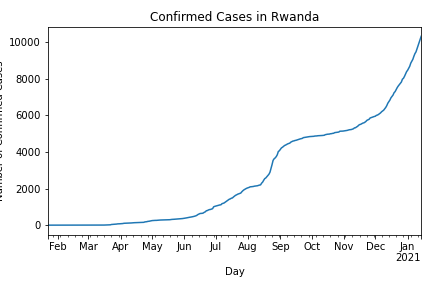 Confirmed Cases in Rwanda
10000
8000
6000
4000
2000
0
Number of Confirmed Cases
Feb Mar Apr May Jun Jul Aug Sep Oct Nov Dec Jan
2021
Day